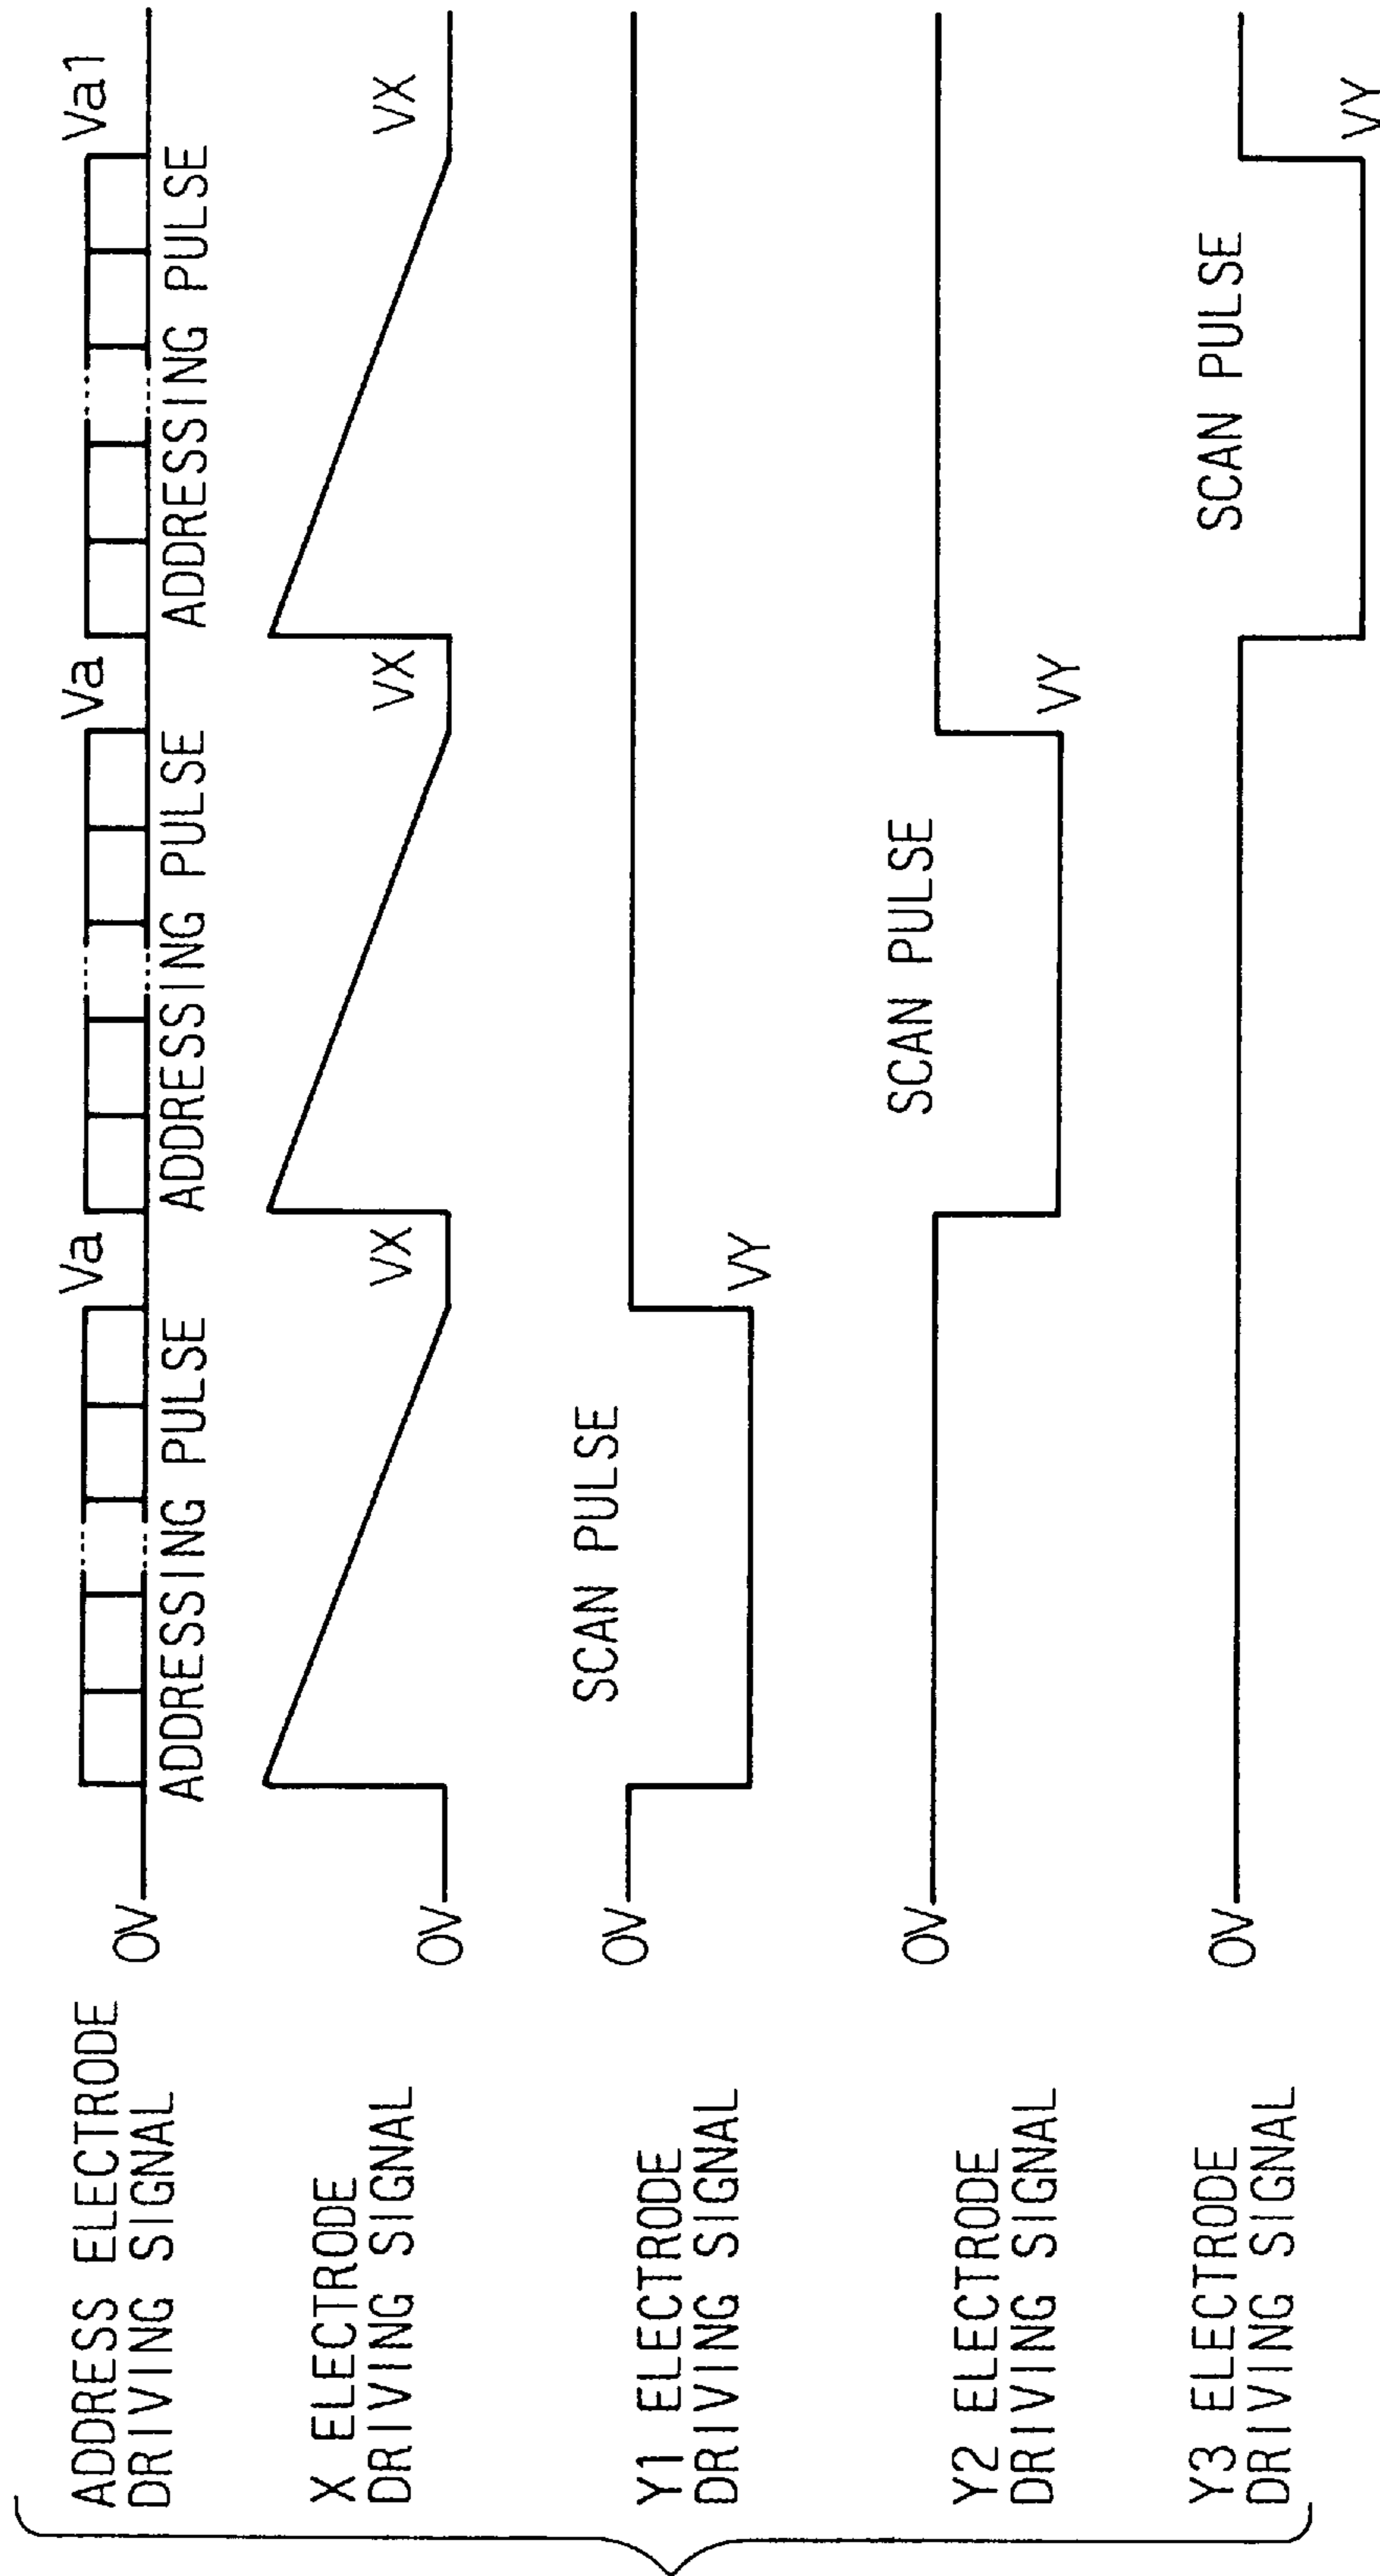 ADDRESS ELECTRODE
DRIVING SIGNAL
0V
Va
Va
Va1
ADDRESSING PULSE
ADDRESSING PULSE
ADDRESSING PULSE
X ELECTRODE
DRIVING SIGNAL
0V
VX
VX
VX
Y1 ELECTRODE
DRIVING SIGNAL
0V
SCAN PULSE
VY
Y2 ELECTRODE
DRIVING SIGNAL
0V
SCAN PULSE
VY
Y3 ELECTRODE
DRIVING SIGNAL
0V
SCAN PULSE
VY